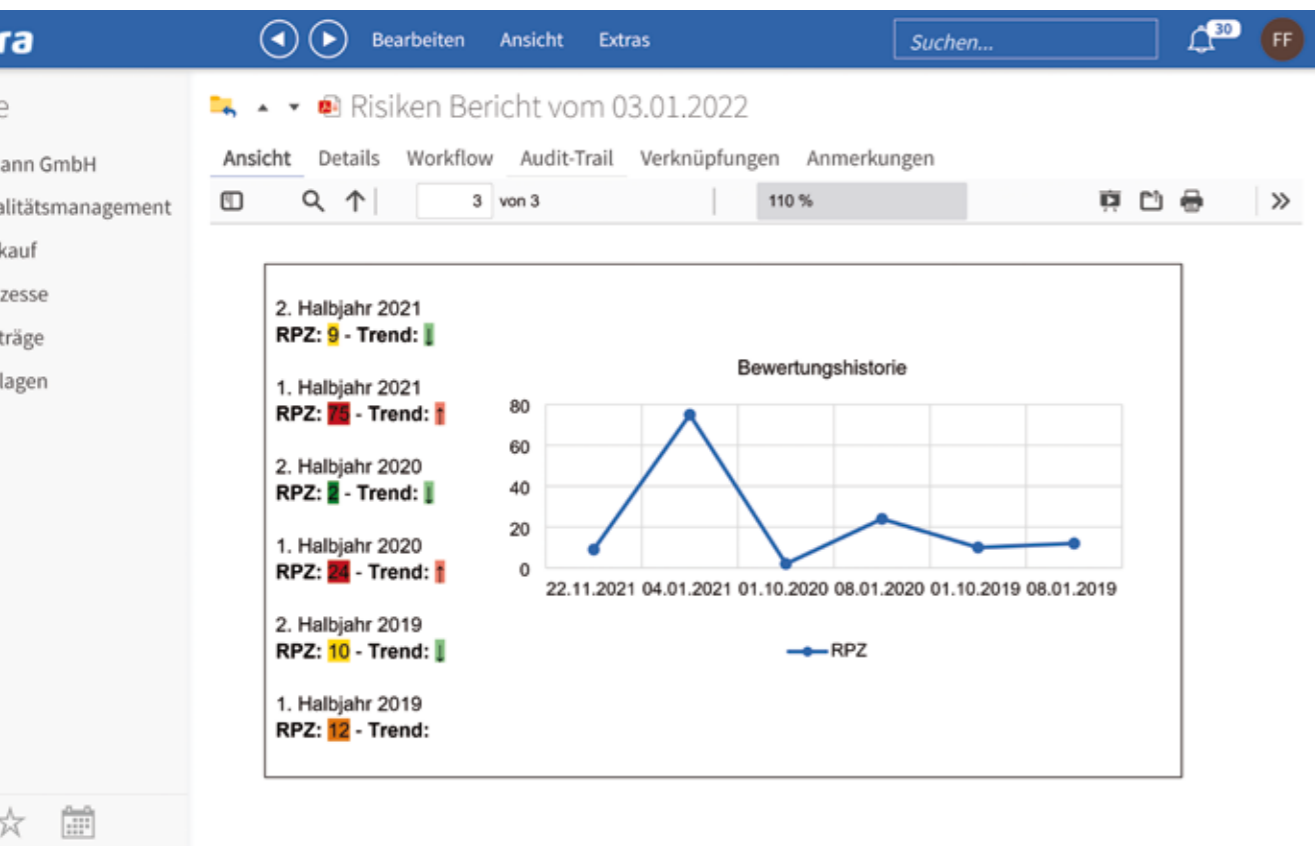 ra
Bearbeiten Ansicht Extras Suchen... 30 FF
e
Risiken Bericht vom 03.01.2022
ann GmbH
Ansicht Details Workflow Audit-Trail Verknüpfungen Anmerkungen
alitätsmanagement
3 von 3 110 %
kauf
zesse
träge
lagen
2. Halbjahr 2021
RPZ: 9 - Trend: ↓
1. Halbjahr 2021
RPZ: 75 - Trend: ↑
2. Halbjahr 2020
RPZ: 2 - Trend: ↓
1. Halbjahr 2020
RPZ: 24 - Trend: ↑
2. Halbjahr 2019
RPZ: 10 - Trend: ↓
1. Halbjahr 2019
RPZ: 12 - Trend:
Bewertungshistorie
80
60
40
20
0
22.11.2021 04.01.2021 01.10.2020 08.01.2020 01.10.2019 08.01.2019
RPZ